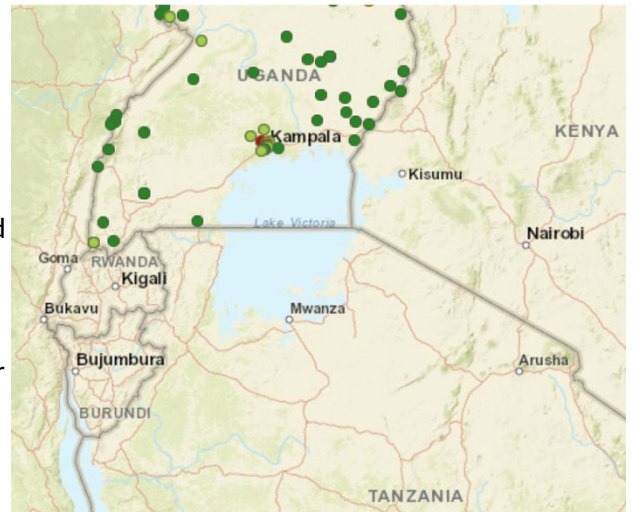 UGANDA
Kampala
KENYA
Kisumu
Lake Victoria
Nairobi
Goma
RWANDA
Kigali
Bukavu
Mwanza
Bujumbura
Arusha
BURUNDI
TANZANIA